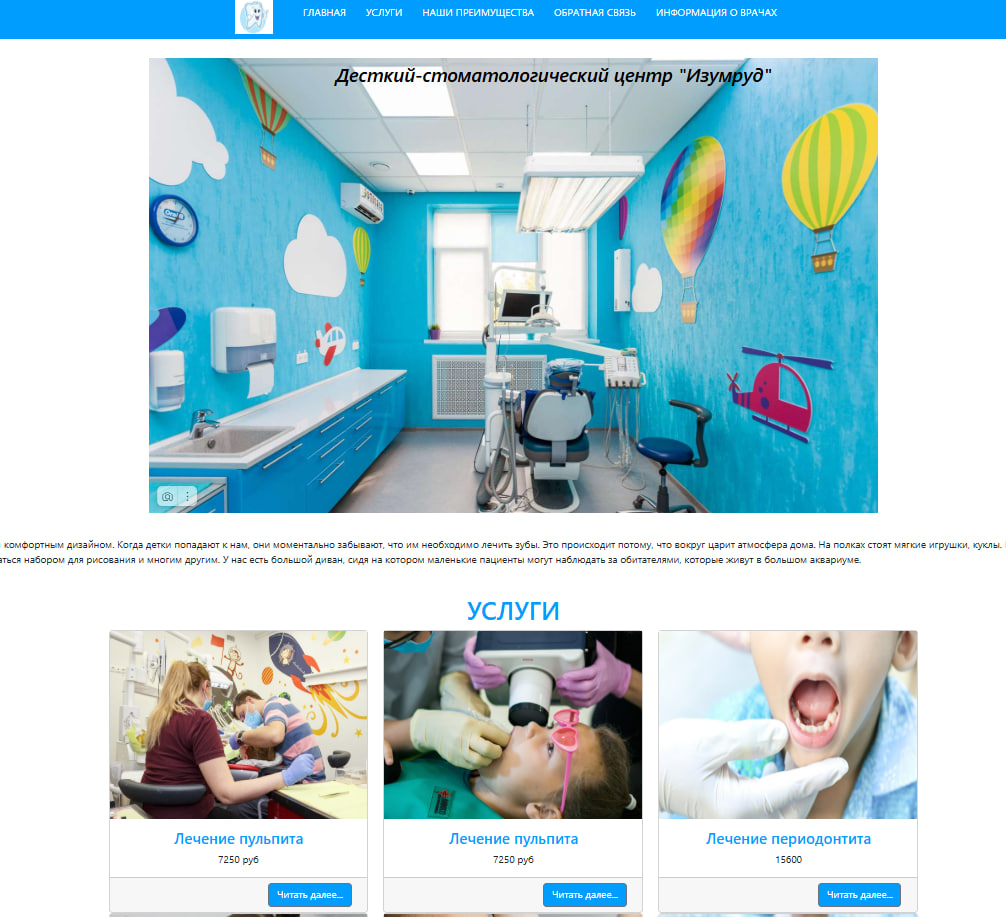 ГЛАВНАЯ УСЛУГИ НАШИ ПРЕИМУЩЕСТВА ОБРАТНАЯ СВЯЗЬ ИНФОРМАЦИЯ О ВРАЧАХ
Десткий-стоматологический центр "Изумруд"
комфортным дизайном. Когда детки попадают к нам, они моментально забывают, что им необходимо лечить зубы. Это происходит потому, что вокруг царит атмосфера дома. На полках стоят мягкие игрушки, куклы.
аться набором для рисования и многим другим. У нас есть большой диван, сидя на котором маленькие пациенты могут наблюдать за обитателями, которые живут в большом аквариуме.
УСЛУГИ
Лечение пульпита
7250 руб
Читать далее...
Лечение пульпита
7250 руб
Читать далее...
Лечение периодонтита
15600
Читать далее...